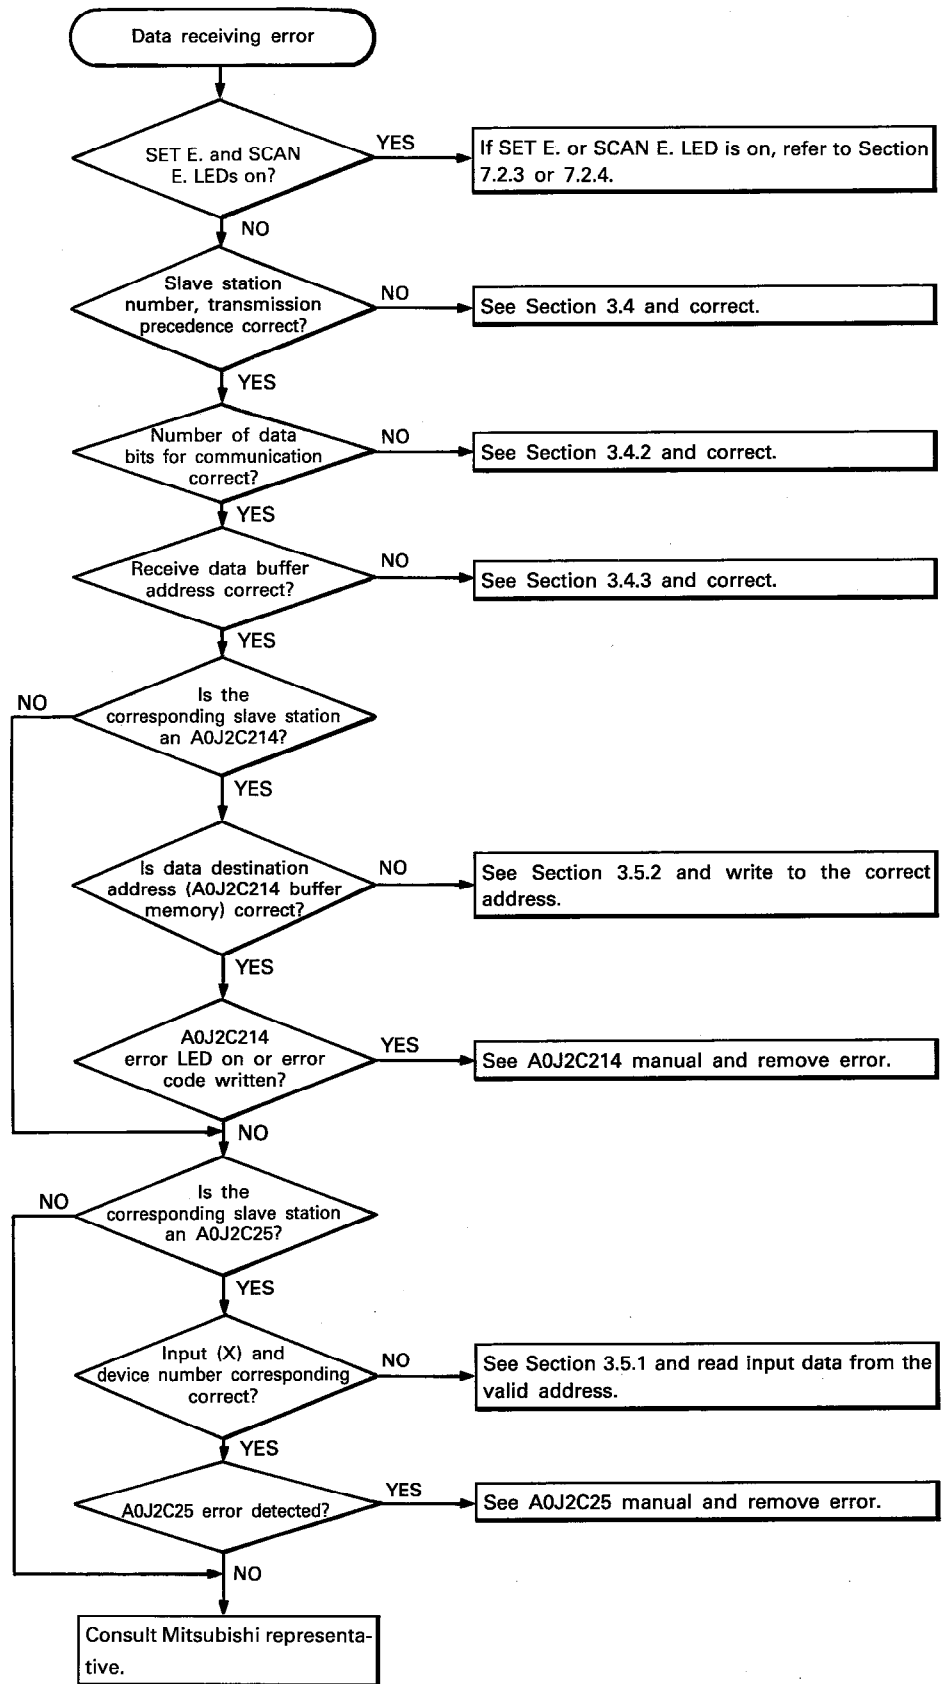 Data receiving error
SET E. and SCAN
E. LEDs on?
YES
If SET E. or SCAN E. LED is on, refer to Section
7.2.3 or 7.2.4.
NO
Slave station
number, transmission
precedence correct?
NO
See Section 3.4 and correct.
YES
Number of data
bits for communication
correct?
NO
See Section 3.4.2 and correct.
YES
Receive data buffer
address correct?
NO
See Section 3.4.3 and correct.
YES
NO
Is the
corresponding slave station
an A0J2C214?
YES
Is data destination
address (A0J2C214 buffer
memory) correct?
NO
See Section 3.5.2 and write to the correct
address.
YES
A0J2C214
error LED on or error
code written?
YES
See A0J2C214 manual and remove error.
NO
NO
Is the
corresponding slave station
an A0J2C25?
YES
Input (X) and
device number corresponding
correct?
NO
See Section 3.5.1 and read input data from the
valid address.
YES
A0J2C25 error detected?
YES
See A0J2C25 manual and remove error.
NO
Consult Mitsubishi representa-
tive.